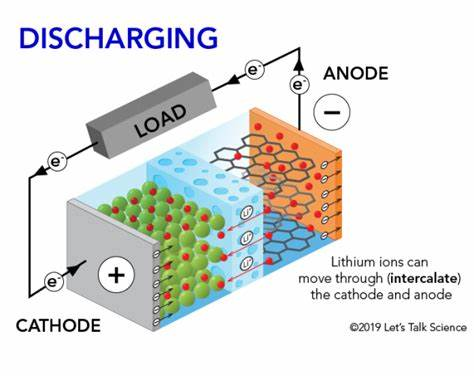 DISCHARGING
ANODE
e-
e-
LOAD
−
e-
Li+
Li+
Li+
+
e-
Lithium ions can
move through (intercalate)
the cathode and anode
CATHODE
©2019 Let's Talk Science